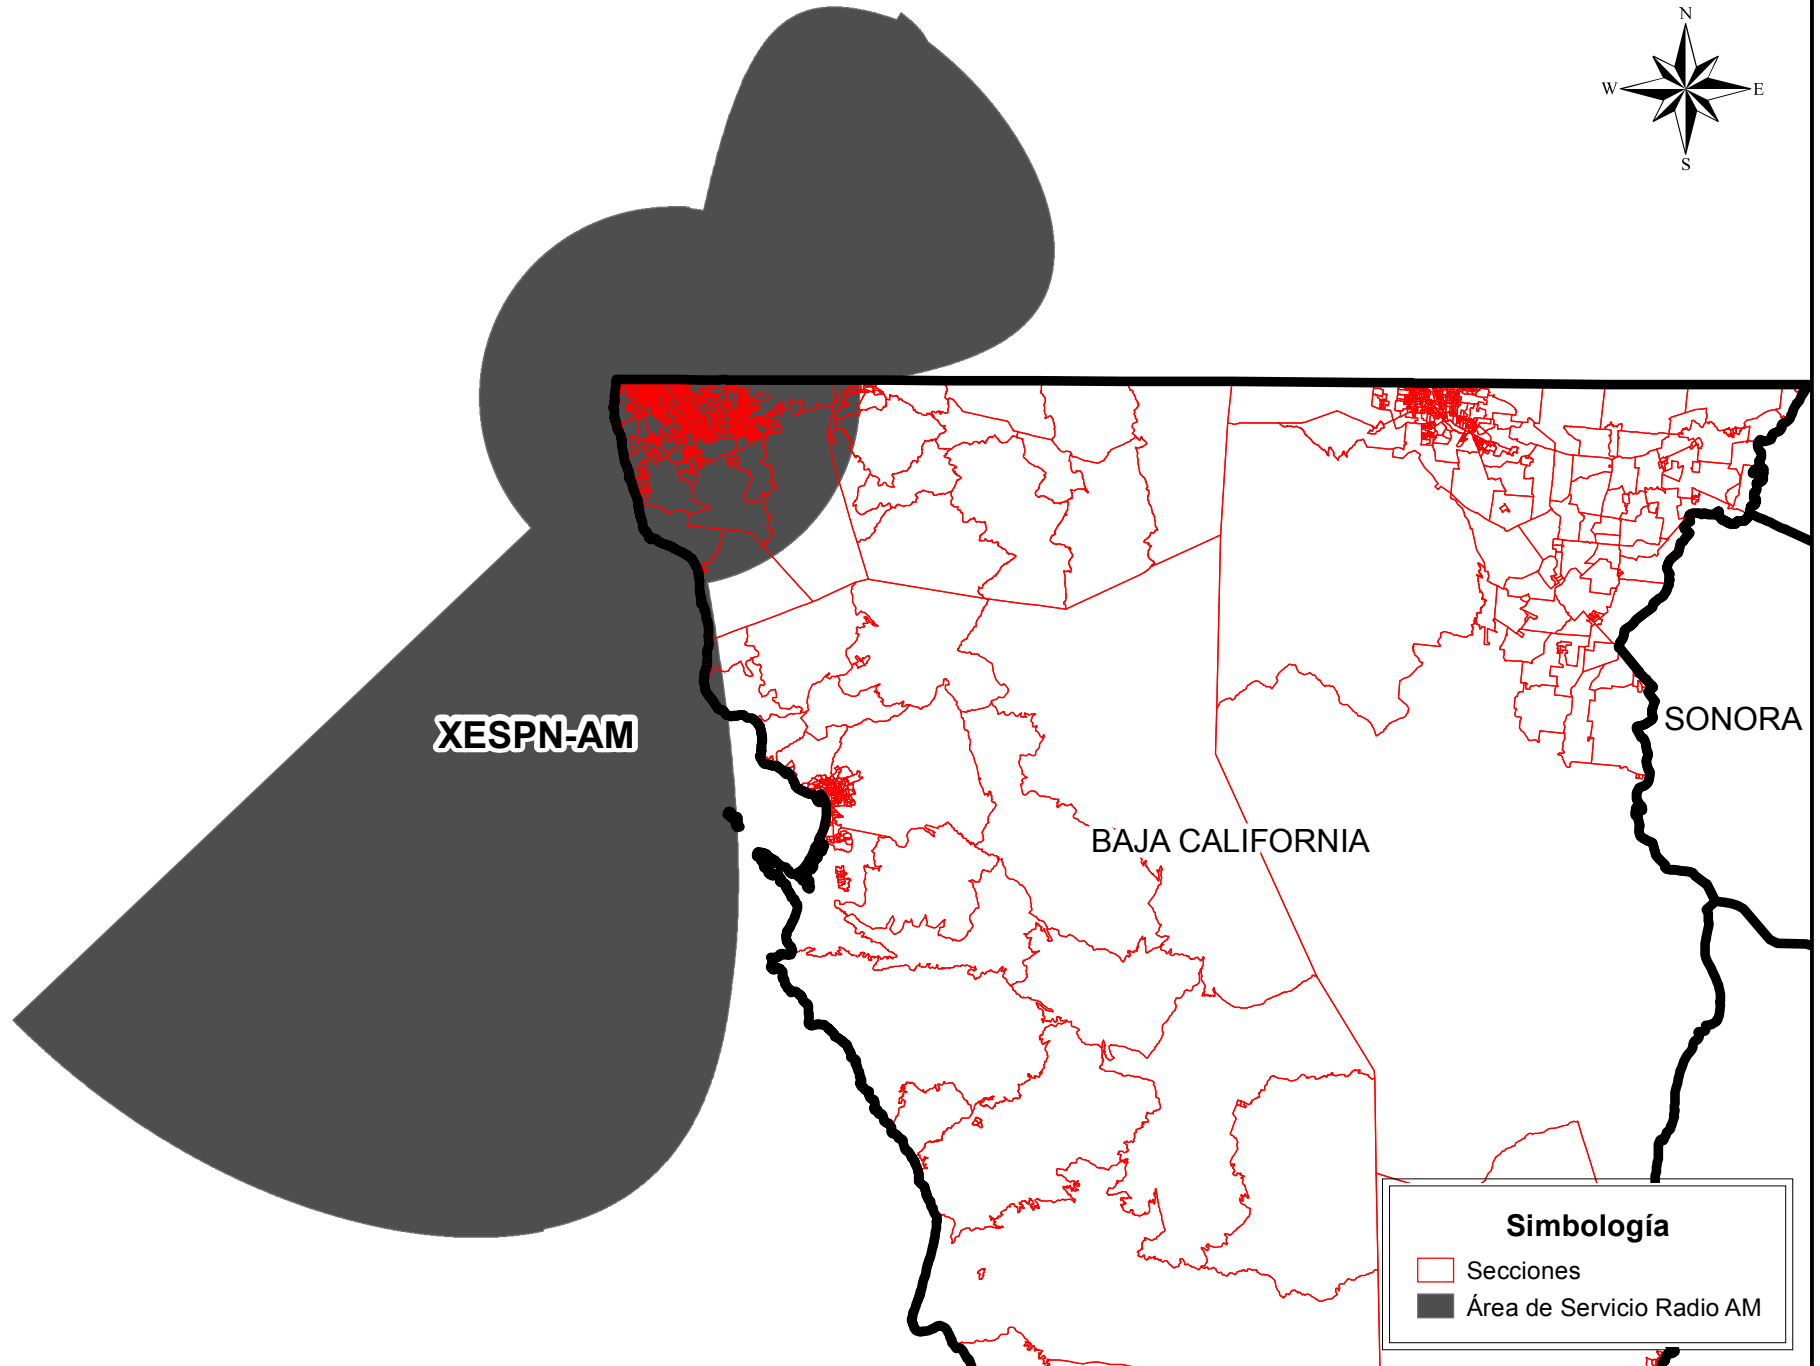 N
W
E
S
SONORA
XESPN-AM
BAJA CALIFORNIA
Simbología
Secciones
Área de Servicio Radio AM